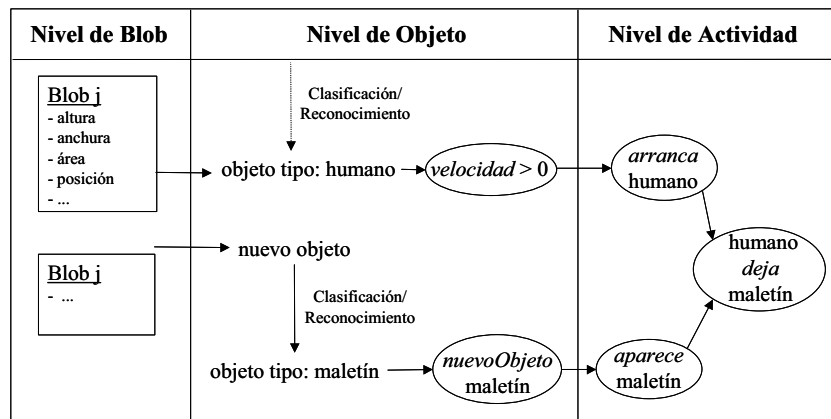 Nivel de Blob
Nivel de Objeto
Nivel de Actividad
Blob j
- altura
- anchura
- área
- posición
- ...
Clasificación/
Reconocimiento
objeto tipo: humano
velocidad > 0
arranca
humano
nuevo objeto
humano
deja
maletín
Blob j
- ...
Clasificación/
Reconocimiento
objeto tipo: maletín
nuevoObjeto
maletín
aparece
maletín